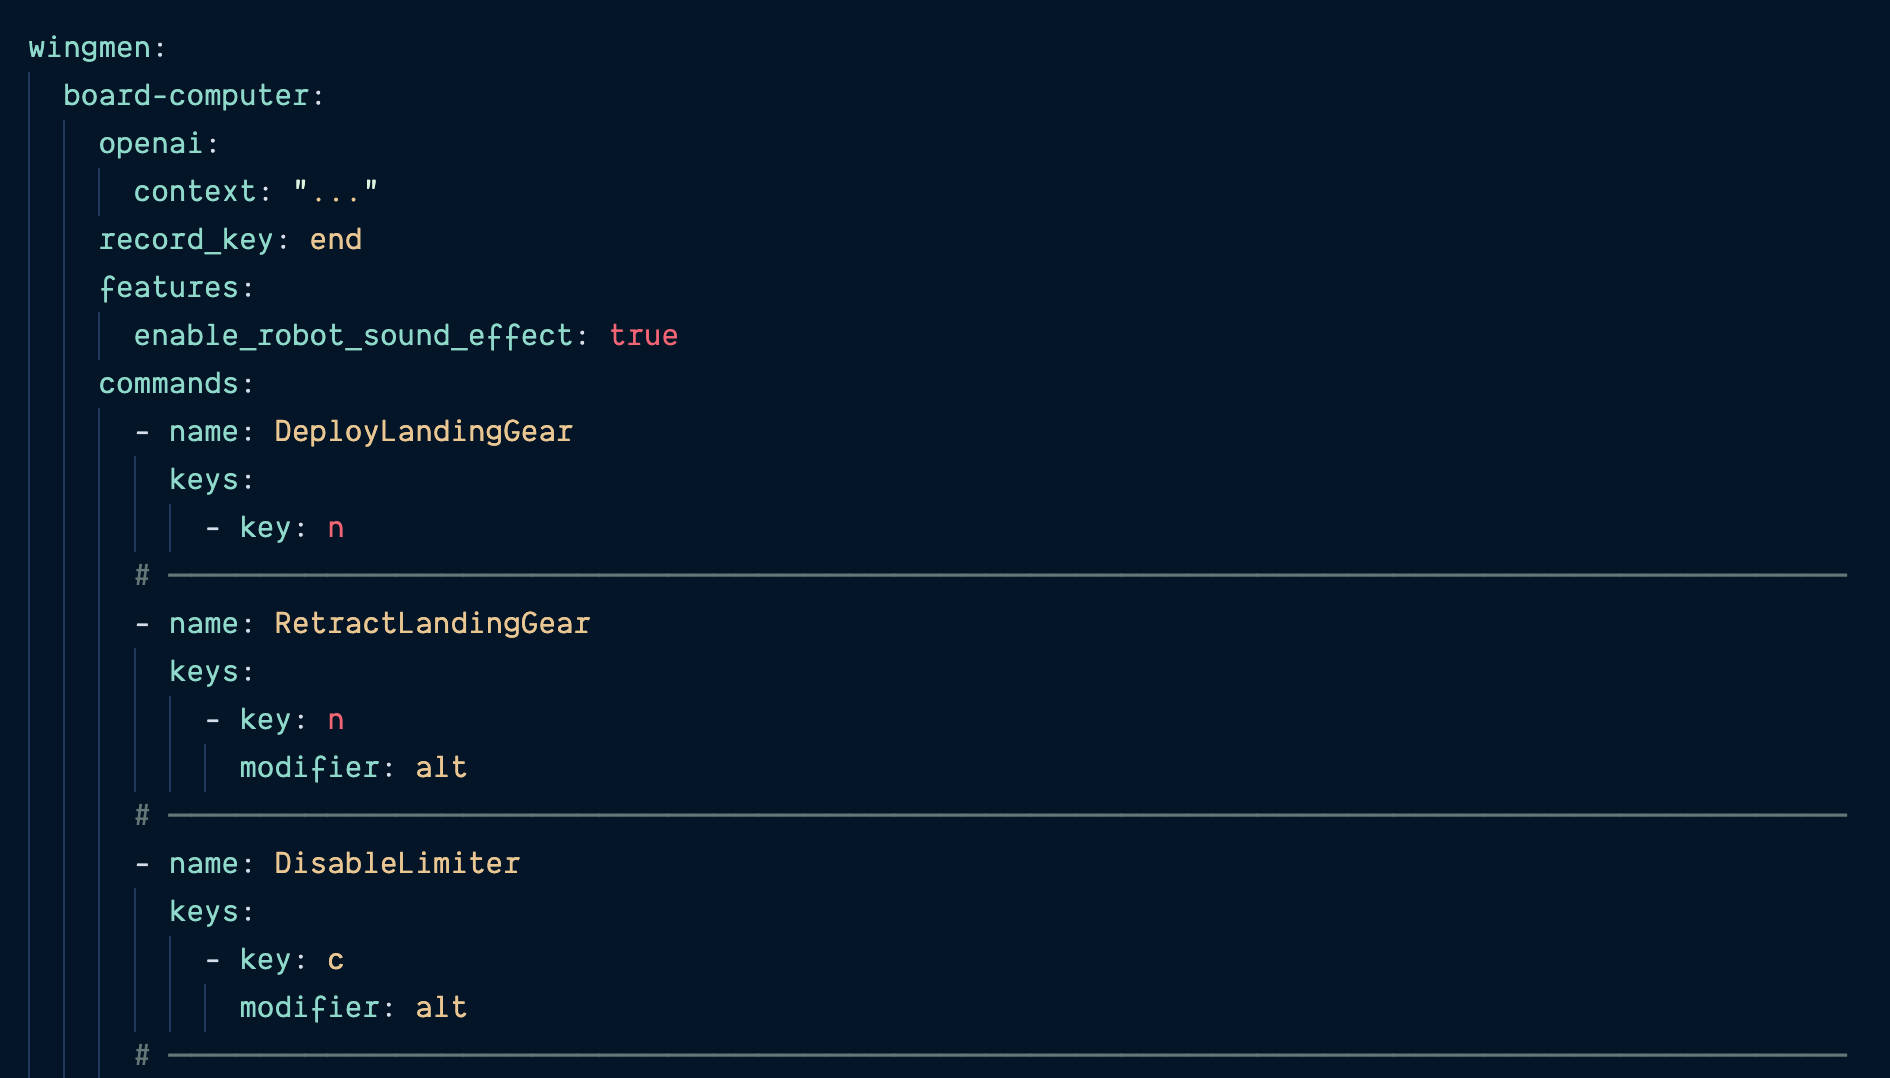 wingmen:
board-computer:
openai:
context: "..."
record_key: end
features:
enable_robot_sound_effect: true
commands:
- name: DeployLandingGear
keys:
- key: n
# ────────────────────────────────
- name: RetractLandingGear
keys:
- key: n
modifier: alt
# ────────────────────────────────
- name: DisableLimiter
keys:
- key: c
modifier: alt
# ────────────────────────────────